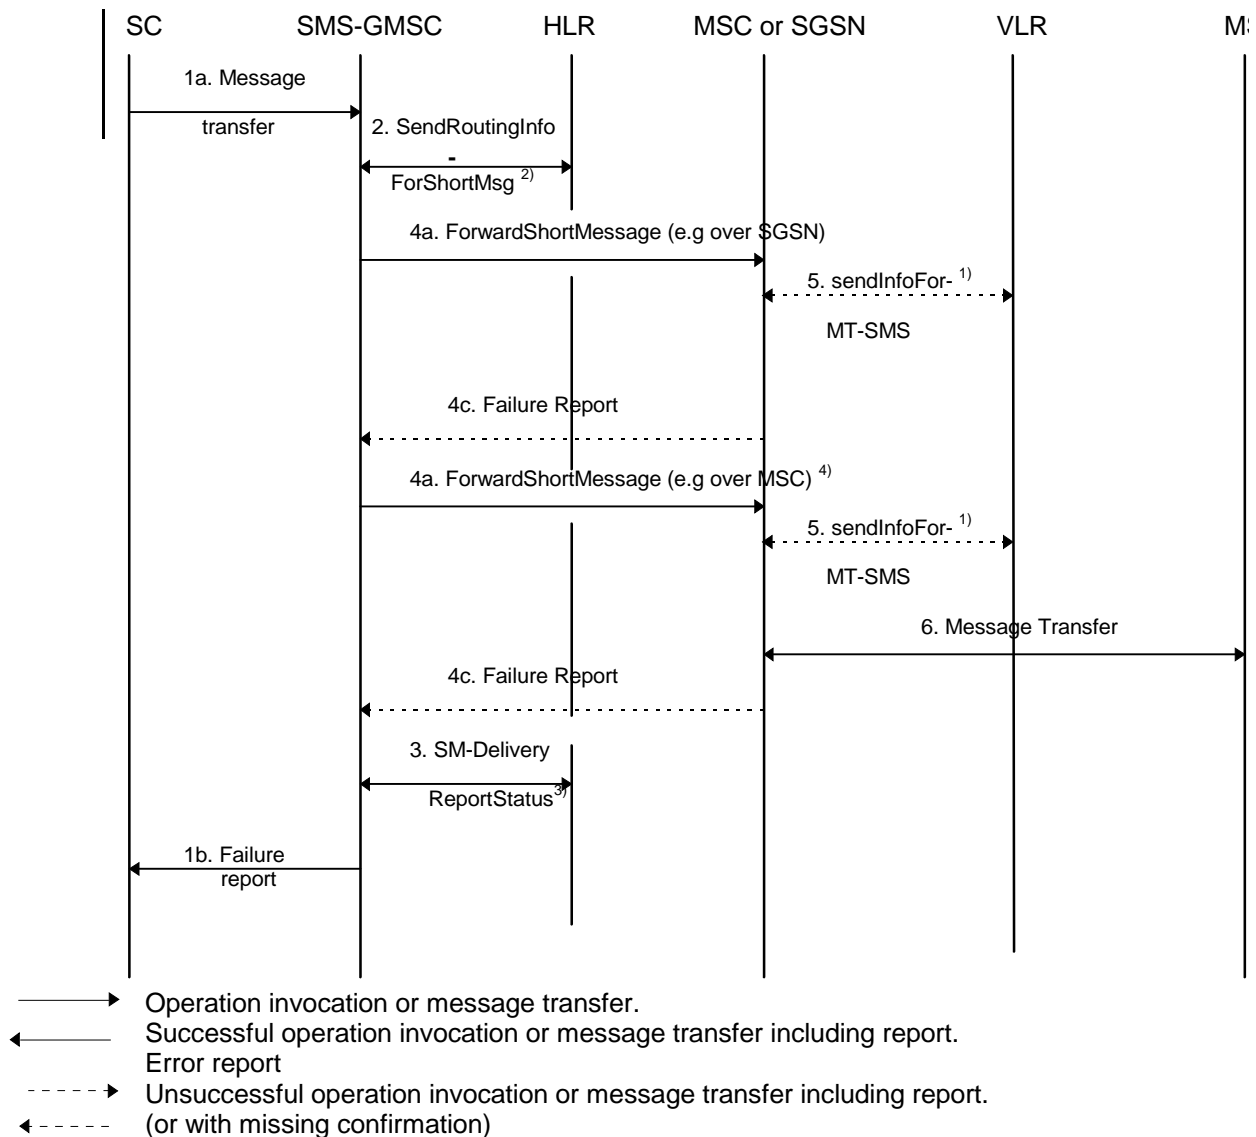 SC SMS-GMSC HLR MSC or SGSN VLR MS
1a. Message
transfer
2. SendRoutingInfo
-
ForShortMsg 2)
4a. ForwardShortMessage (e.g over SGSN)
5. sendInfoFor- 1)
MT-SMS
4c. Failure Report
4a. ForwardShortMessage (e.g over MSC) 4)
5. sendInfoFor- 1)
MT-SMS
6. Message Transfer
4c. Failure Report
3. SM-Delivery
ReportStatus3)
1b. Failure
report
Operation invocation or message transfer.
Successful operation invocation or message transfer including report.
Error report
Unsuccessful operation invocation or message transfer including report.
(or with missing confirmation)